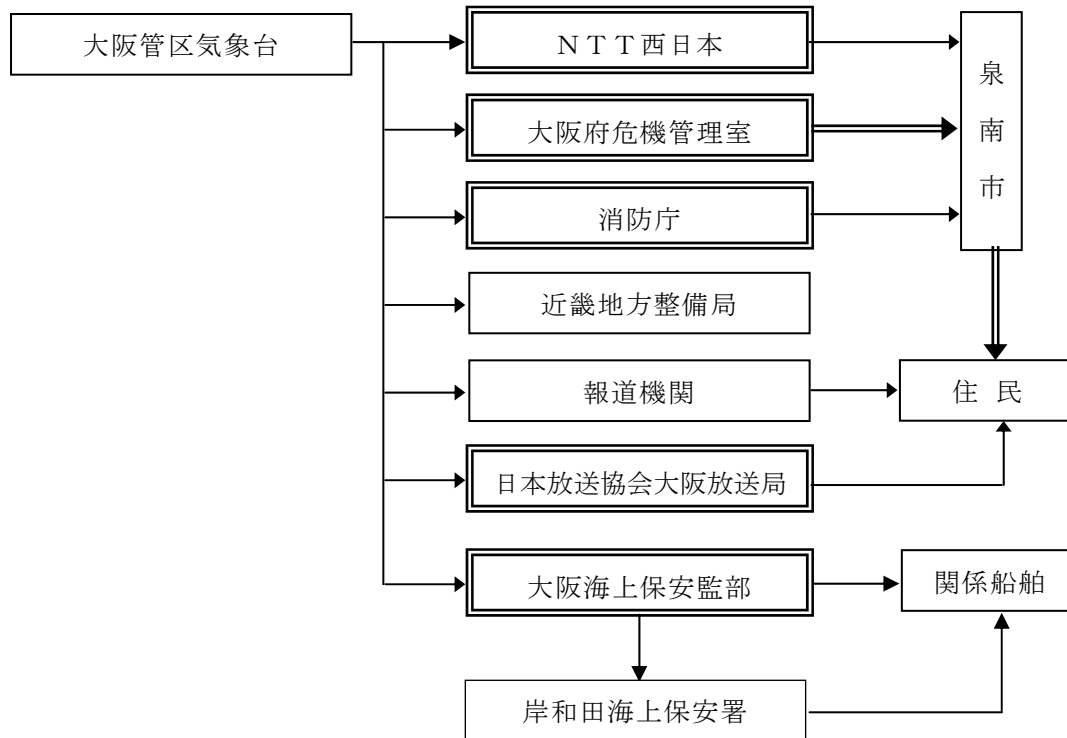 大阪管区気象台
ＮＴＴ西日本
泉南市
大阪府危機管理室
消防庁
近畿地方整備局
報道機関
住 民
日本放送協会大阪放送局
大阪海上保安監部
関係船舶
岸和田海上保安署